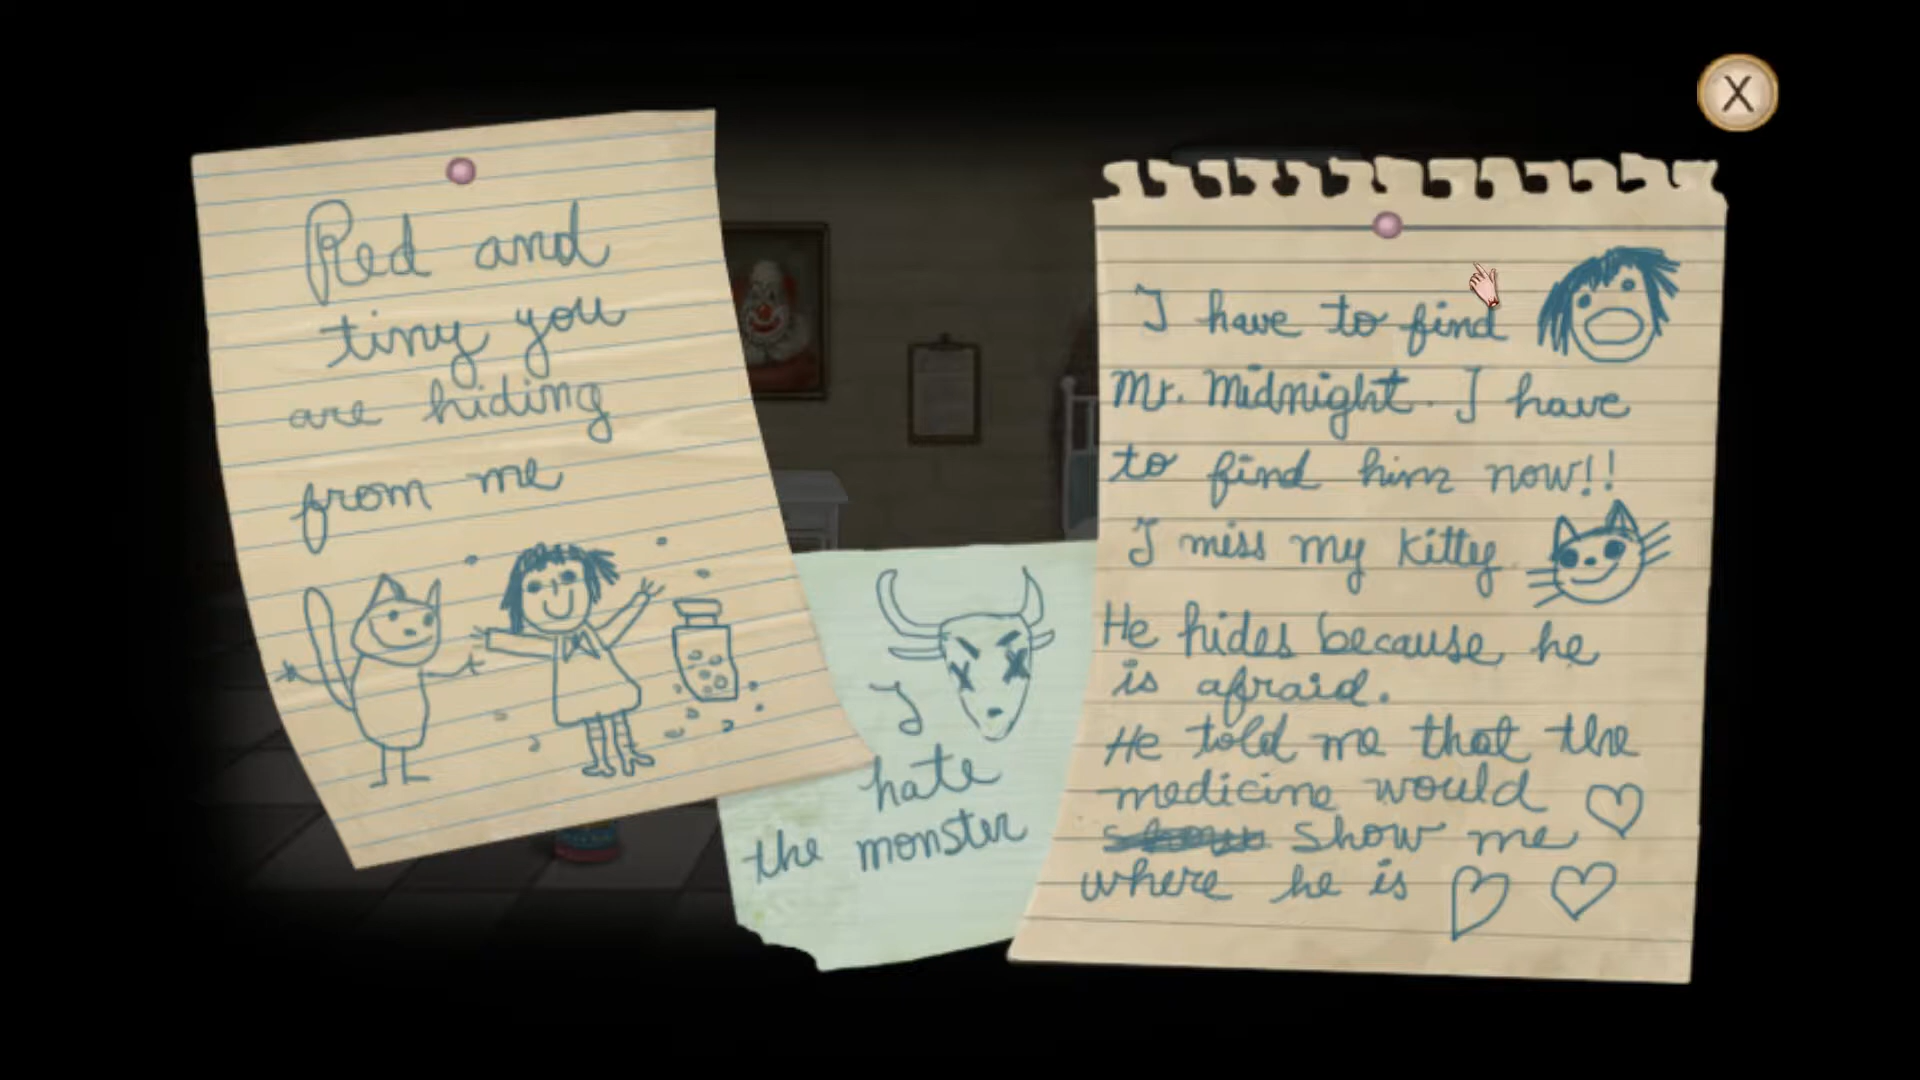 Red and
tiny you
are hiding
from me
I
hate
the monster
I have to find
Mr. Midnight. I have
to find him now!!
I miss my Kitty
He hides because he
is afraid.
He told me that the
medicine would
show me
where he is
X